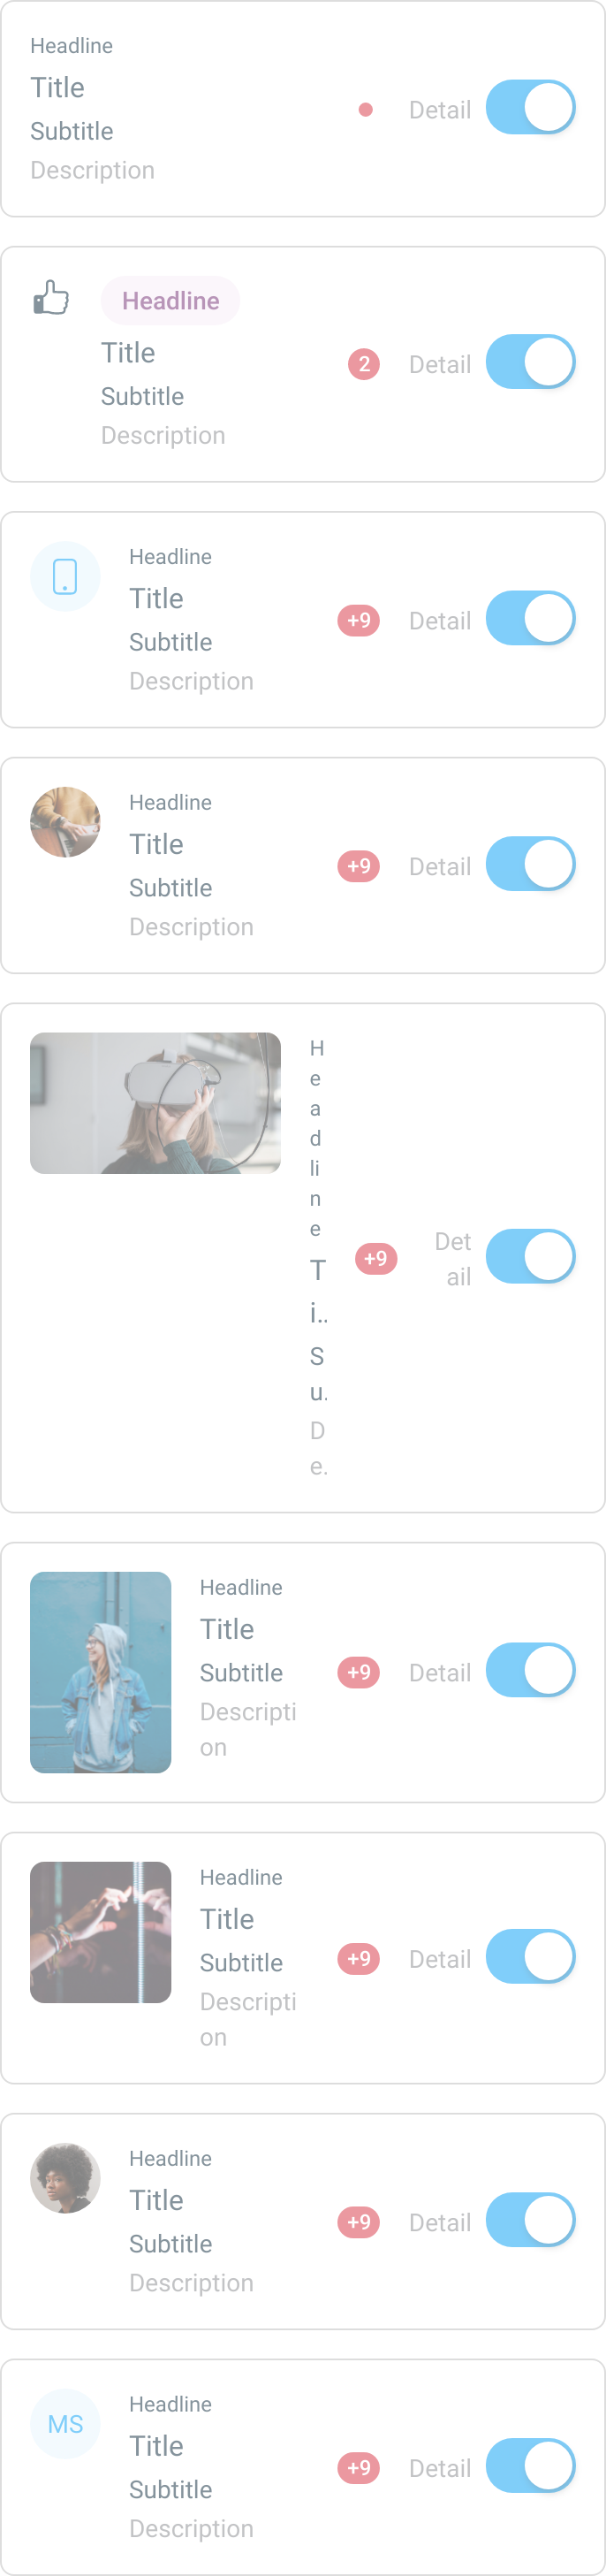 Headline
Title
Subtitle
Description
Detail
Headline
Title
Subtitle
Description
2
Detail
Headline
Title
Subtitle
Description
+9
Detail
Headline
Title
Subtitle
Description
+9
Detail
H
e
a
d
li
n
e
T
i..
S
u.
D
e.
+9
Det
ail
Headline
Title
Subtitle
Descripti
on
+9
Detail
Headline
Title
Subtitle
Descripti
on
+9
Detail
Headline
Title
Subtitle
Description
+9
Detail
MS
Headline
Title
Subtitle
Description
+9
Detail